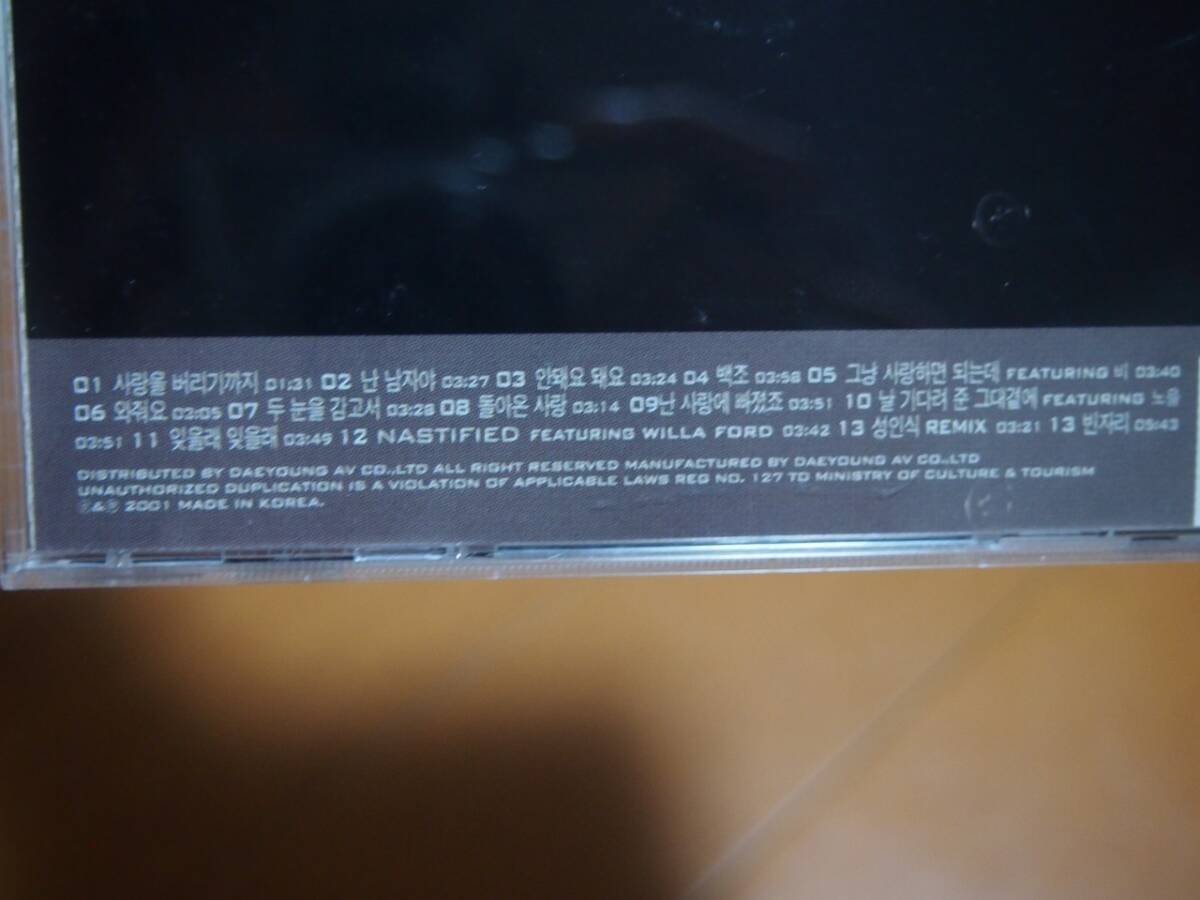 01 사랑을 버리기까지 01:31 02 난 남자야 03:27 03 안돼요 돼요 03:24 04 백조 03:58 05 그냥 사랑하면 되는데 FEATURING 비 03:40
06 와줘요 03:05 07 두 눈을 감고서 03:28 08 돌아온 사랑 03:14 09난 사랑에 빠졌죠 03:51 10 날 기다려 준 그대곁에 FEATURING 노을
03:51 11 잊을래 잊을래 03:49 12 NASTIFIED FEATURING WILLA FORD 03:42 13 성인식 REMIX 03:21 13 빈자리 05:43
DISTRIBUTED BY DAEYOUNG AV CO.,LTD ALL RIGHT RESERVED MANUFACTURED BY DAEYOUNG AV CO.,LTD
UNAUTHORIZED DUPLICATION IS A VIOLATION OF APPLICABLE LAWS REG NO. 127 TO MINISTRY OF CULTURE & TOURISM
©&℗ 2001 MADE IN KOREA.